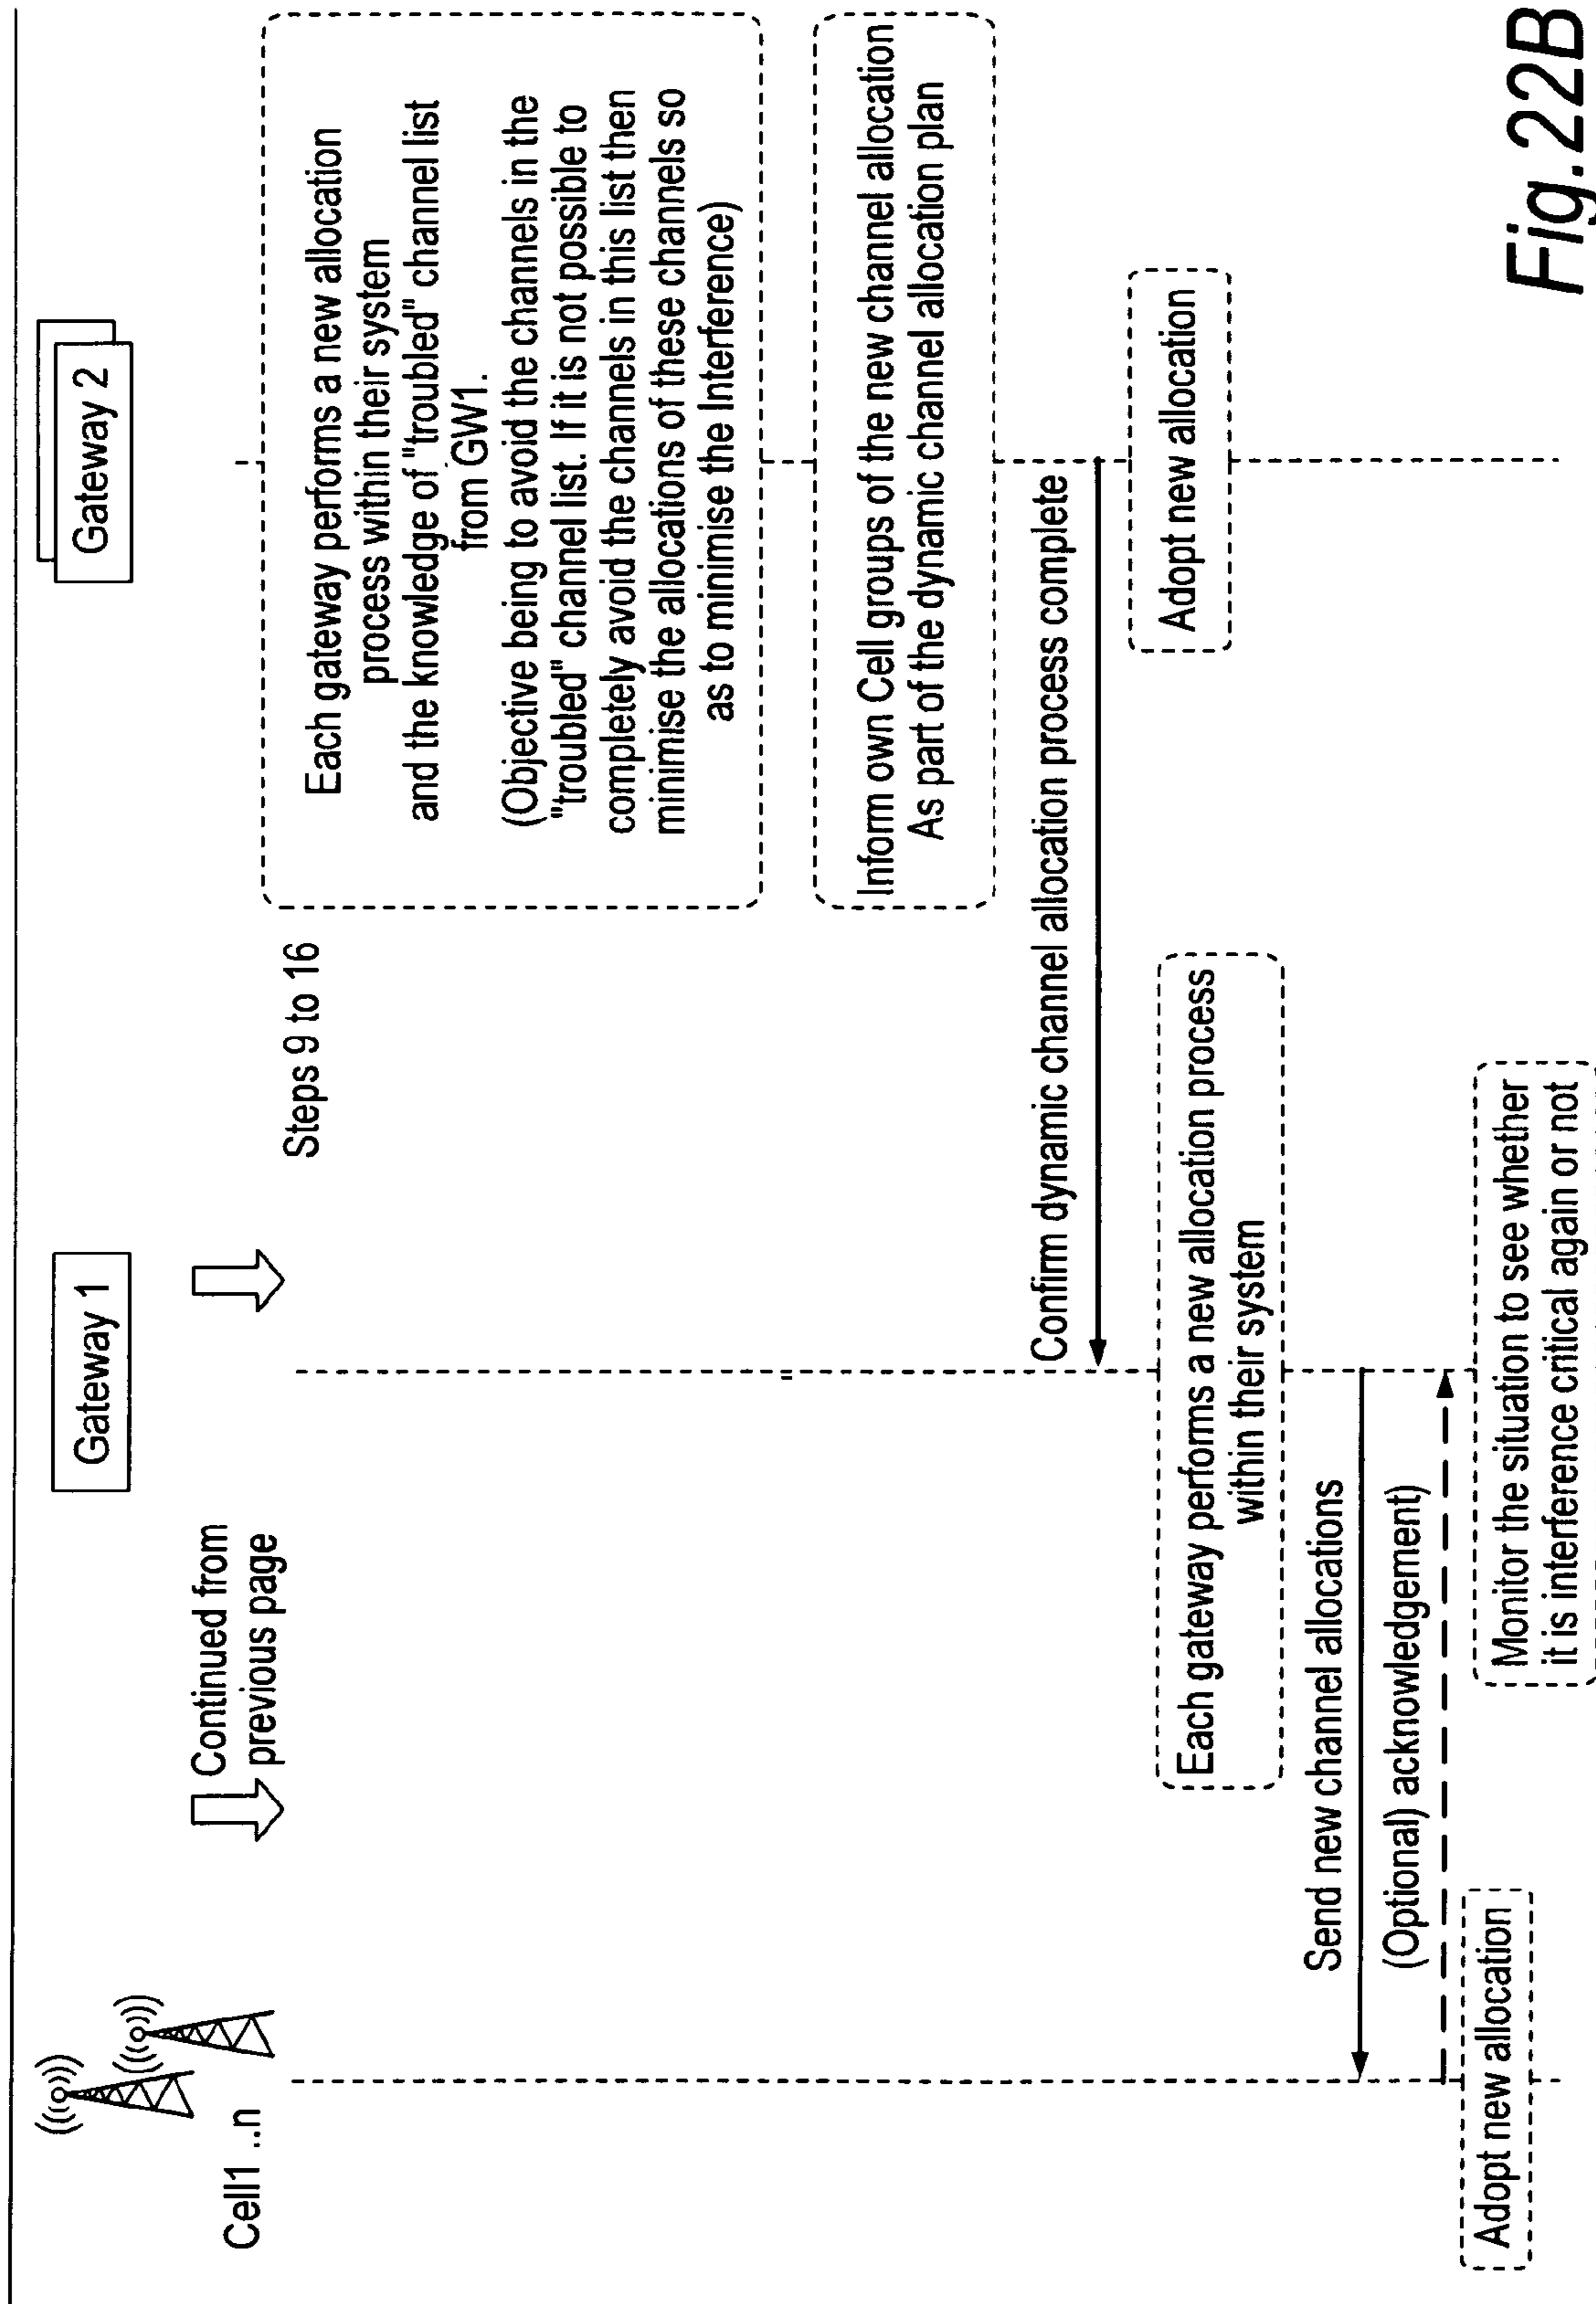 Cell1 ..n
Continued from
previous page
Gateway 1
Gateway 2
Steps 9 to 16
Each gateway performs a new allocation
process within their system
and the knowledge of "troubled" channel list
from GW1.
(Objective being to avoid the channels in the
"troubled" channel list. If it is not possible to
completely avoid the channels in this list then
minimise the allocations of these channels so
as to minimise the Interference)
Inform own Cell groups of the new channel allocation
As part of the dynamic channel allocation plan
Confirm dynamic channel allocation process complete
Adopt new allocation
Each gateway performs a new allocation process
within their system
Send new channel allocations
(Optional) acknowledgement)
Adopt new allocation
Monitor the situation to see whether
it is interference critical again or not
Fig.22B